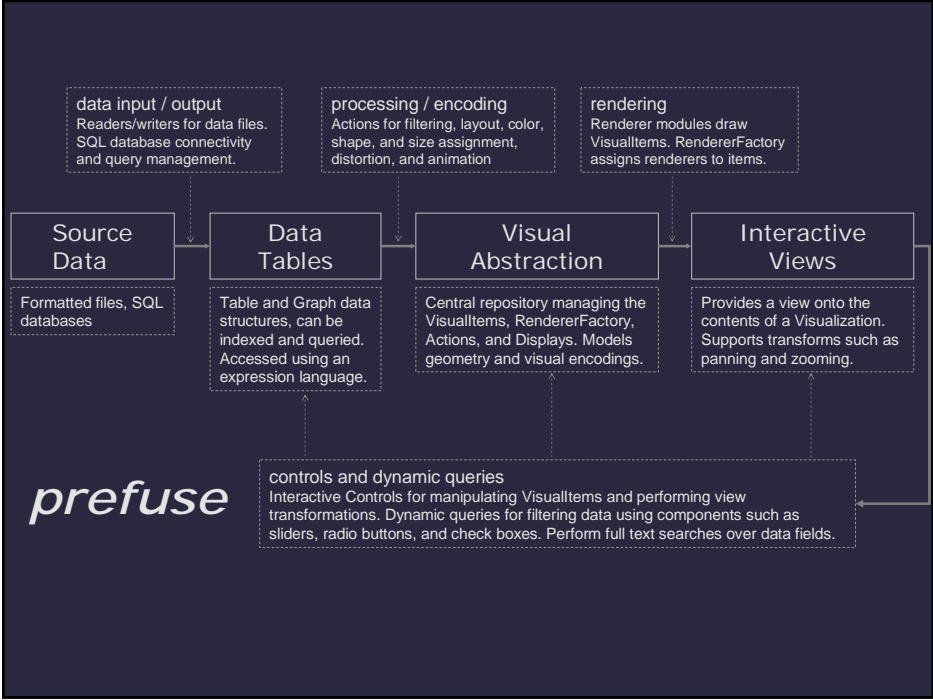 data input / output
Readers/writers for data files.
SQL database connectivity
and query management.
processing / encoding
Actions for filtering, layout, color,
shape, and size assignment,
distortion, and animation
rendering
Renderer modules draw
VisualItems. RendererFactory
assigns renderers to items.
Source
Data
Data
Tables
Visual
Abstraction
Interactive
Views
Formatted files, SQL
databases
Table and Graph data
structures, can be
indexed and queried.
Accessed using an
expression language.
Central repository managing the
VisualItems, RendererFactory,
Actions, and Displays. Models
geometry and visual encodings.
Provides a view onto the
contents of a Visualization.
Supports transforms such as
panning and zooming.
prefuse
controls and dynamic queries
Interactive Controls for manipulating VisualItems and performing view
transformations. Dynamic queries for filtering data using components such as
sliders, radio buttons, and check boxes. Perform full text searches over data fields.